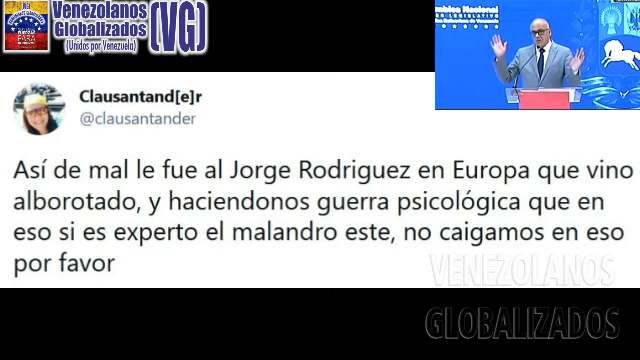 Venezolanos
Globalizados
(Unidos por Venezuela)
(VG)
Asamblea Nacional
Clausantand[e]r
@clausantander
Así de mal le fue al Jorge Rodriguez en Europa que vino
alborotado, y haciendonos guerra psicológica que en
eso si es experto el malandro este, no caigamos en eso
por favor
VENEZOLANOS
GLOBALIZADOS